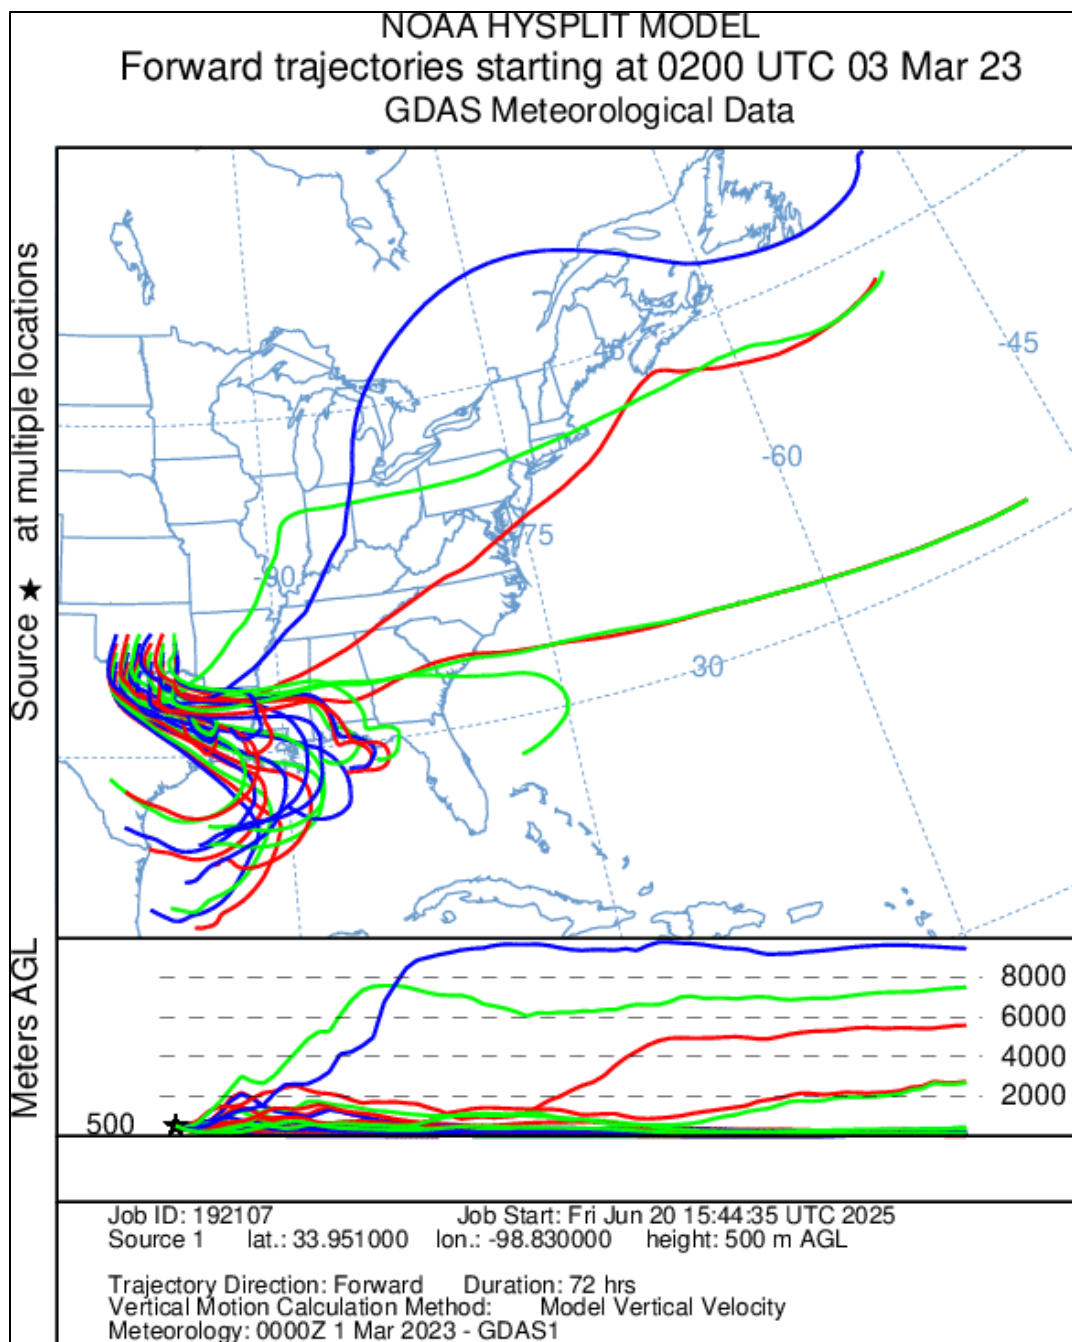 NOAA HYSPLIT MODEL
Forward trajectories starting at 0200 UTC 03 Mar 23
GDAS Meteorological Data
Source ★ at multiple locations
45
-45
-60
-75
-90
30
Meters AGL
8000
6000
4000
2000
500
Job ID: 192107 Job Start: Fri Jun 20 15:44:35 UTC 2025
Source 1 lat.: 33.951000 lon.: -98.830000 height: 500 m AGL
Trajectory Direction: Forward Duration: 72 hrs
Vertical Motion Calculation Method: Model Vertical Velocity
Meteorology: 0000Z 1 Mar 2023 - GDAS1